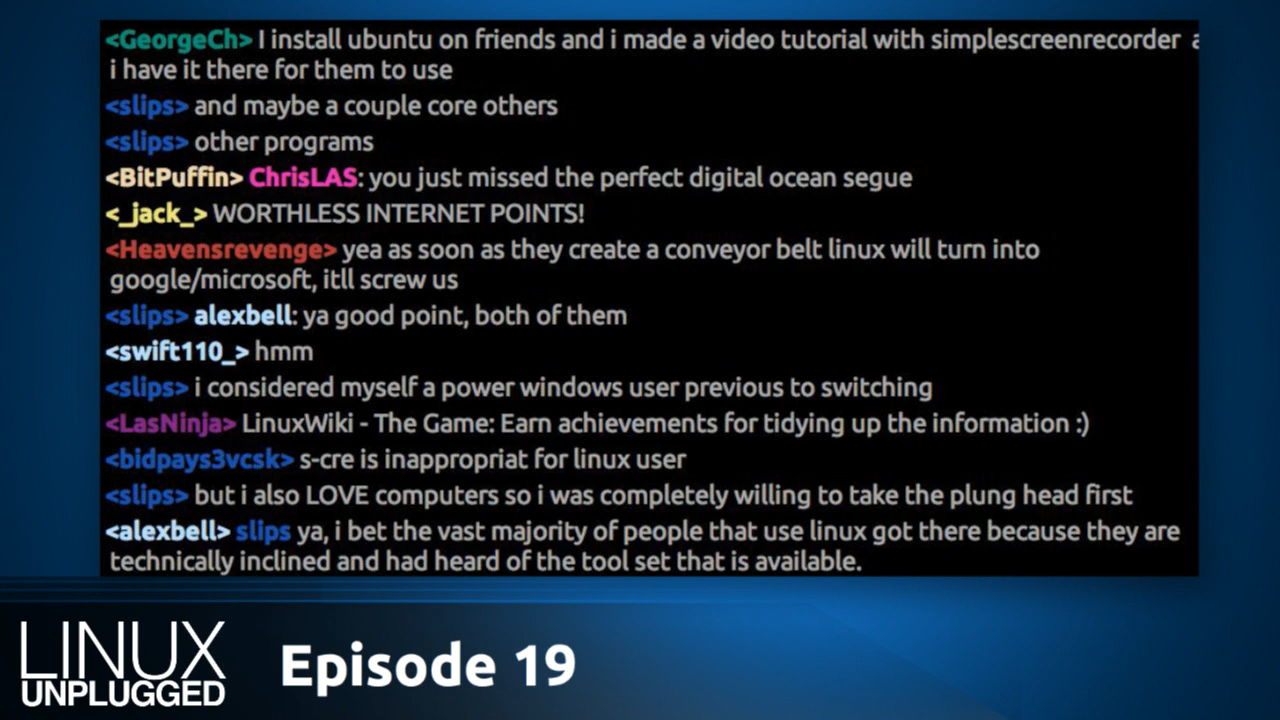 <GeorgeCh> I install ubuntu on friends and i made a video tutorial with simplescreenrecorder
i have it there for them to use
<slips> and maybe a couple core others
<slips> other programs
<BitPuffin> ChrisLAS: you just missed the perfect digital ocean segue
<_jack_> WORTHLESS INTERNET POINTS!
<Heavensrevenge> yea as soon as they create a conveyor belt linux will turn into
google/microsoft, itll screw us
<slips> alexbell: ya good point, both of them
<swift110_> hmm
<slips> i considered myself a power windows user previous to switching
<LasNinja> LinuxWiki - The Game: Earn achievements for tidying up the information :)
<bidpays3vcsk> s-cre is inappropriat for linux user
<slips> but i also LOVE computers so i was completely willing to take the plung head first
<alexbell> slips ya, i bet the vast majority of people that use linux got there because they are
technically inclined and had heard of the tool set that is available.
LINUX
UNPLUGGED
Episode 19